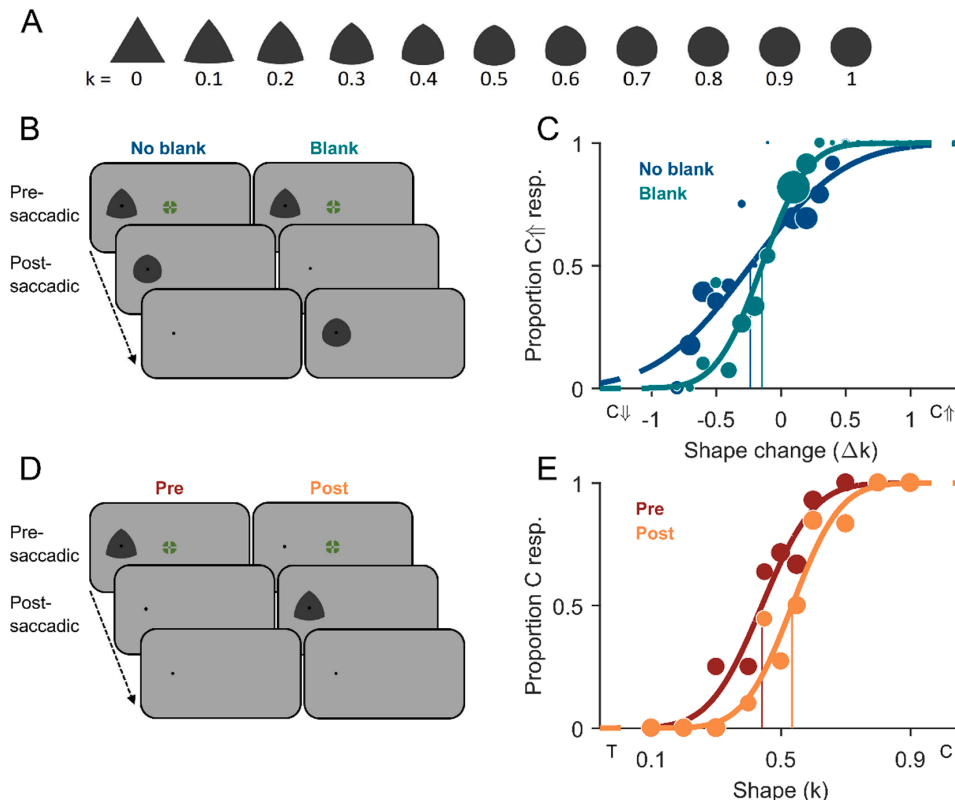 A
k = 0 0.1 0.2 0.3 0.4 0.5 0.6 0.7 0.8 0.9 1
B
No blank Blank
Pre-
saccadic
Post-
saccadic
C
No blank
Blank
Proportion C⇑ resp.
1
0.5
0
C⇓ -1 -0.5 0 0.5 1 C⇑
Shape change (Δk)
D
Pre Post
Pre-
saccadic
Post-
saccadic
E
Pre
Post
Proportion C resp.
1
0.5
0
T 0.1 0.5 0.9 C
Shape (k)